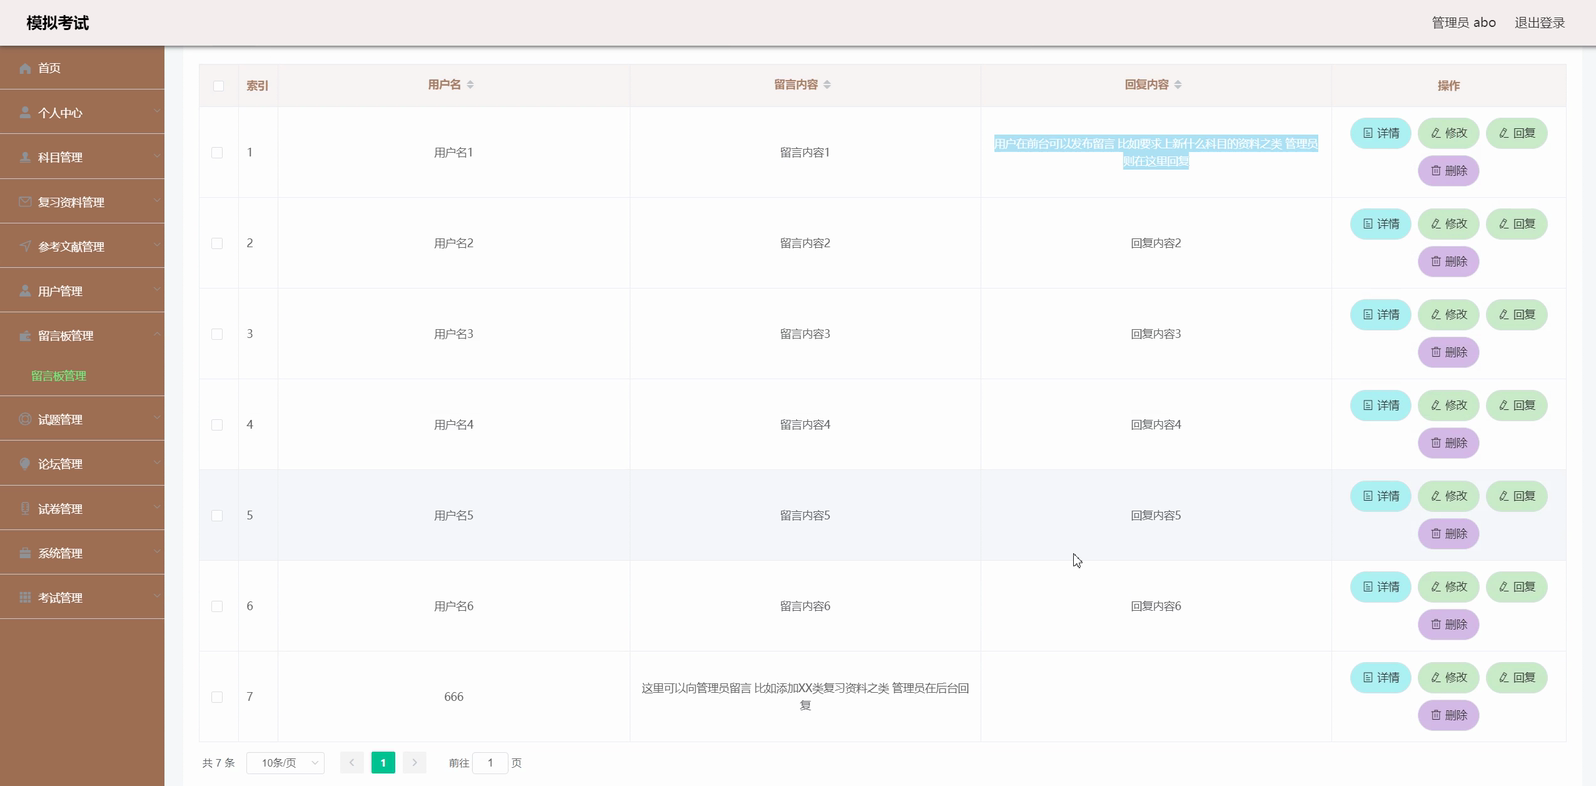 模拟考试
管理员 abo 退出登录
首页
个人中心
科目管理
复习资料管理
参考文献管理
用户管理
留言板管理
留言板管理
试题管理
论坛管理
试卷管理
系统管理
考试管理
索引 用户名 留言内容 回复内容 操作
1 用户名1 留言内容1 用户在前台可以发布留言 比如要求上新什么科目的资料之类 管理员
则在这里回复
详情 修改 回复
删除
2 用户名2 留言内容2 回复内容2
详情 修改 回复
删除
3 用户名3 留言内容3 回复内容3
详情 修改 回复
删除
4 用户名4 留言内容4 回复内容4
详情 修改 回复
删除
5 用户名5 留言内容5 回复内容5
详情 修改 回复
删除
6 用户名6 留言内容6 回复内容6
详情 修改 回复
删除
7 666 这里可以向管理员留言 比如添加XX类复习资料之类 管理员在后台回
复
详情 修改 回复
删除
共 7 条 10条/页 1 前往 1 页